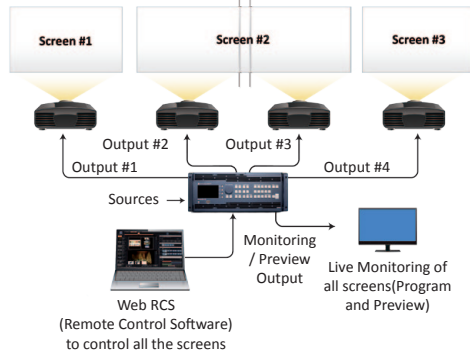 Screen #1
Screen #2
Screen #3
Output #2
Output #3
Output #1
Output #4
Sources
Monitoring
/ Preview
Output
Live Monitoring of
all screens(Program
and Preview)
Web RCS
(Remote Control Software)
to control all the screens